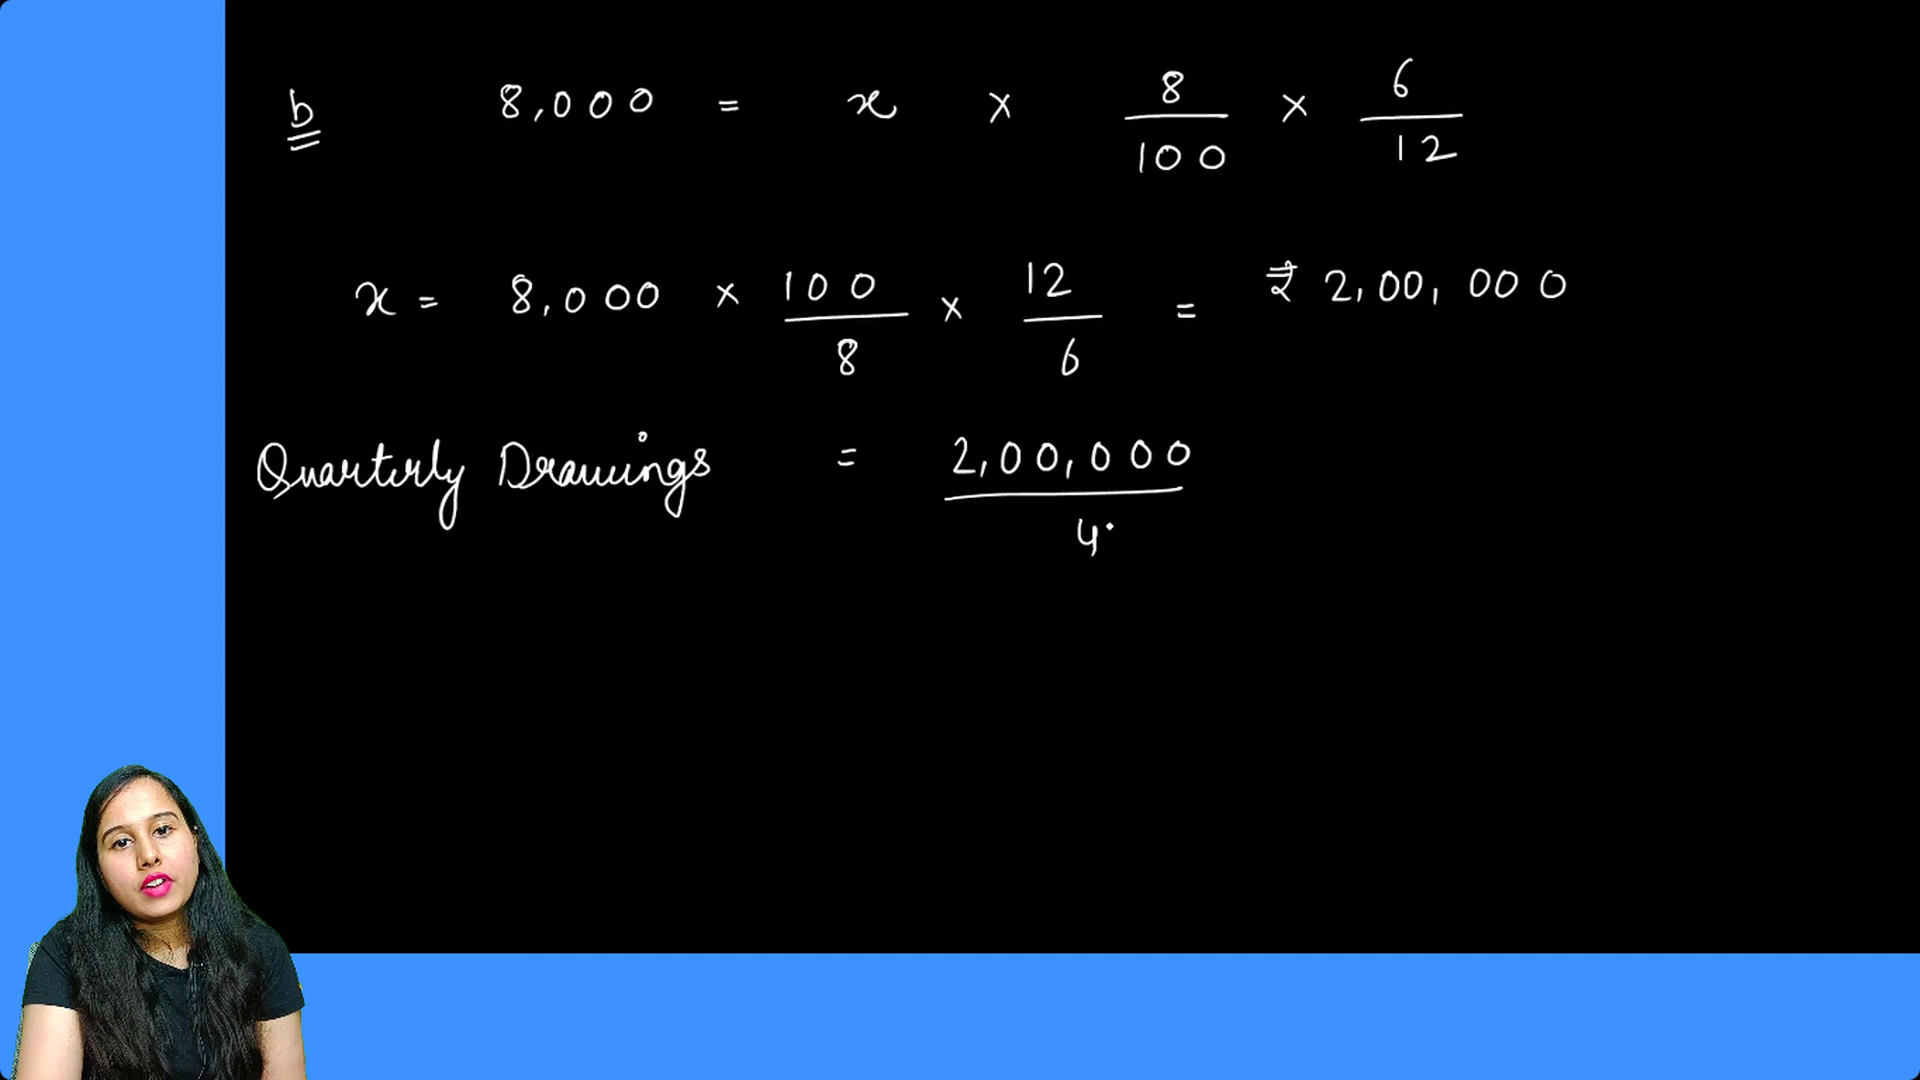 b 8,000 = x × 8/100 × 6/12
x = 8,000 × 100/8 × 12/6 = ₹ 2,00,000
Quarterly Drawings = 2,00,000/4